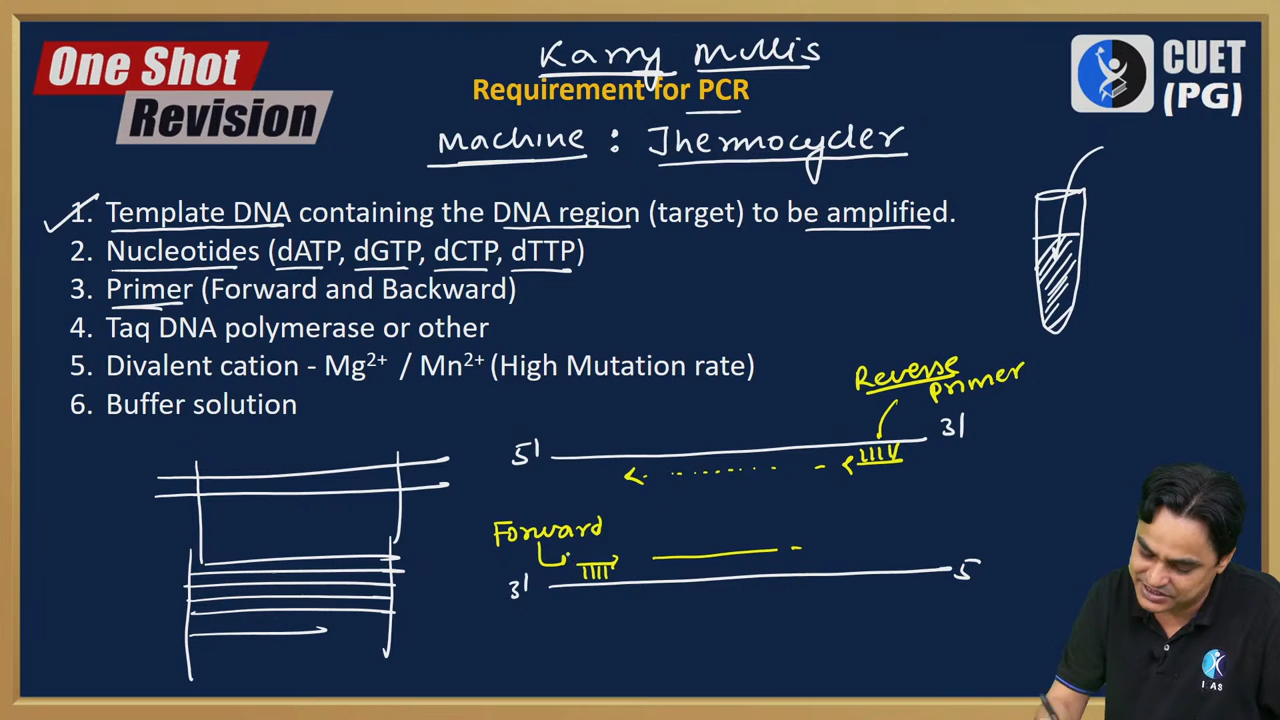 One Shot
Revision
Karry Mullis
Requirement for PCR
Machine : Thermocycler
CUET
(PG)
1. Template DNA containing the DNA region (target) to be amplified.
2. Nucleotides (dATP, dGTP, dCTP, dTTP)
3. Primer (Forward and Backward)
4. Taq DNA polymerase or other
5. Divalent cation - Mg²⁺ / Mn²⁺ (High Mutation rate)
6. Buffer solution
Reverse
primer
5' 3'
Forward
3' 5